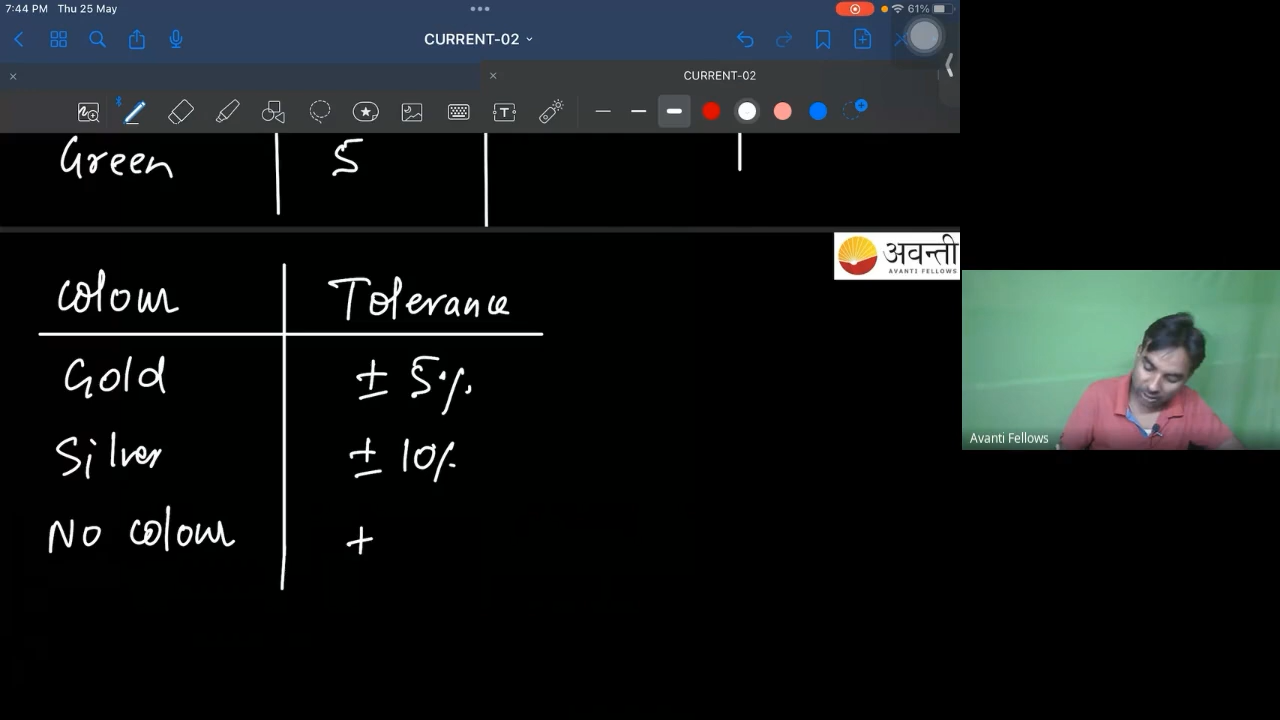 7:44 PM Thu 25 May
61%
CURRENT-02
CURRENT-02
T
Green 5
अवन्ती
AVANTI FELLOWS
Colour Tolerance
Gold ± 5%
Silver ± 10%
No colour +
Avanti Fellows